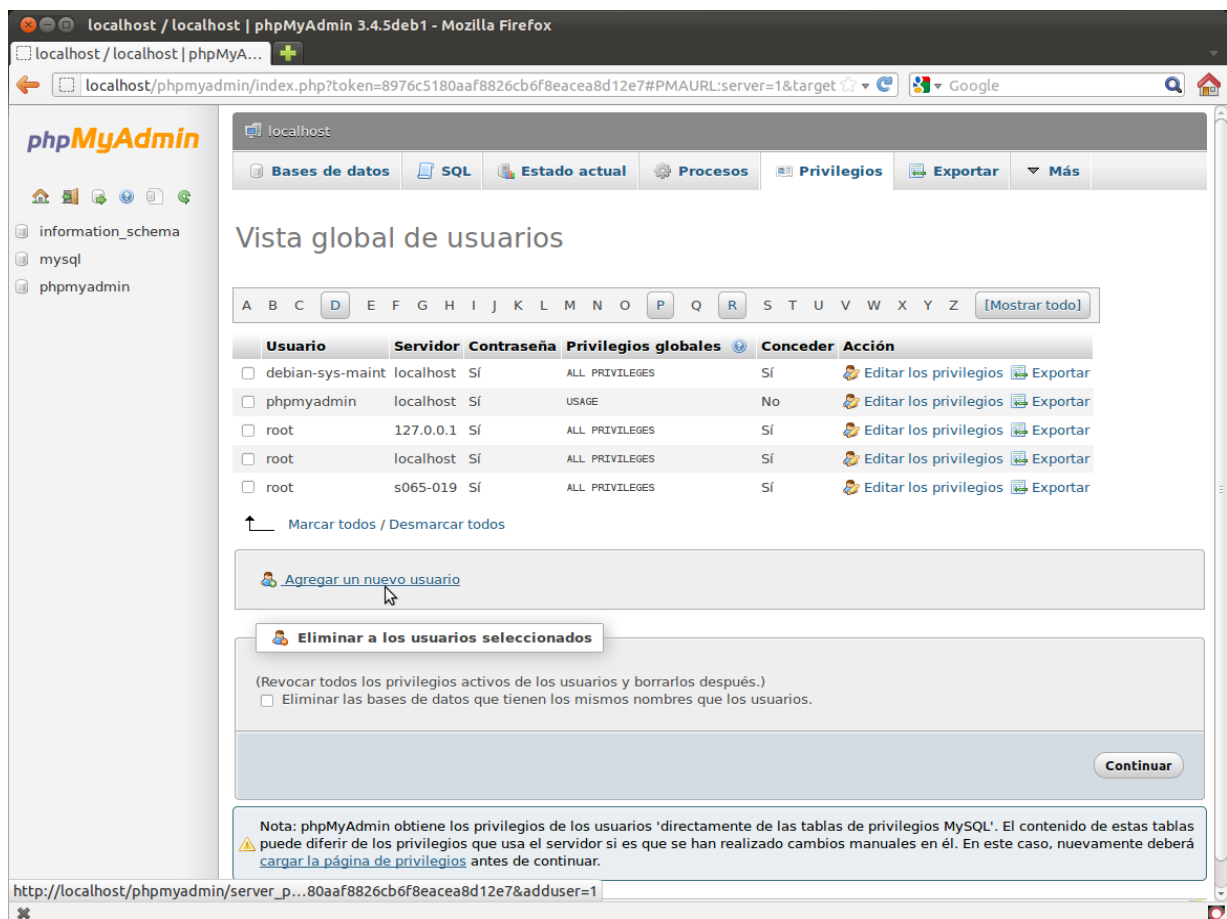 localhost / localhost | phpMyAdmin 3.4.5deb1 - Mozilla Firefox
localhost / localhost | phpMyA...
localhost/phpmyadmin/index.php?token=8976c5180aaf8826cb6f8eacea8d12e7#PMAURL:server=1&target
Google
phpMyAdmin
information_schema
mysql
phpmyadmin
localhost
Bases de datos SQL Estado actual Procesos Privilegios Exportar Más
Vista global de usuarios
A B C D E F G H I J K L M N O P Q R S T U V W X Y Z [Mostrar todo]
Usuario Servidor Contraseña Privilegios globales Conceder Acción
debian-sys-maint localhost Sí ALL PRIVILEGES Sí Editar los privilegios Exportar
phpmyadmin localhost Sí USAGE No Editar los privilegios Exportar
root 127.0.0.1 Sí ALL PRIVILEGES Sí Editar los privilegios Exportar
root localhost Sí ALL PRIVILEGES Sí Editar los privilegios Exportar
root s065-019 Sí ALL PRIVILEGES Sí Editar los privilegios Exportar
Marcar todos / Desmarcar todos
Agregar un nuevo usuario
Eliminar a los usuarios seleccionados
(Revocar todos los privilegios activos de los usuarios y borrarlos después.)
Eliminar las bases de datos que tienen los mismos nombres que los usuarios.
Continuar
Nota: phpMyAdmin obtiene los privilegios de los usuarios 'directamente de las tablas de privilegios MySQL'. El contenido de estas tablas
puede diferir de los privilegios que usa el servidor si es que se han realizado cambios manuales en él. En este caso, nuevamente deberá
cargar la página de privilegios antes de continuar.
http://localhost/phpmyadmin/server_p...80aaf8826cb6f8eacea8d12e7&adduser=1